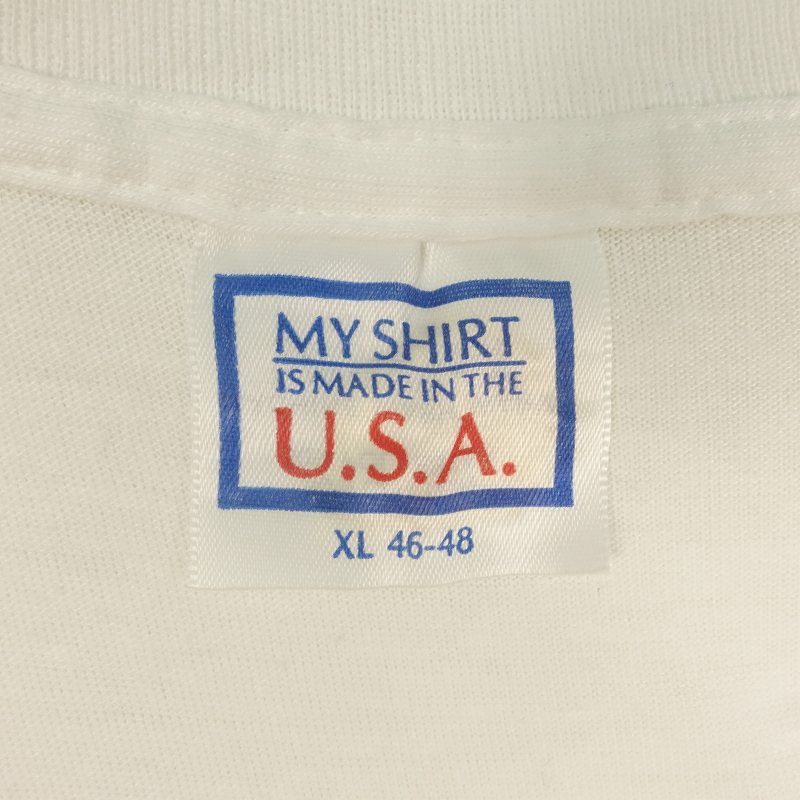 MY SHIRT
IS MADE IN THE
U.S.A.
XL 46-48